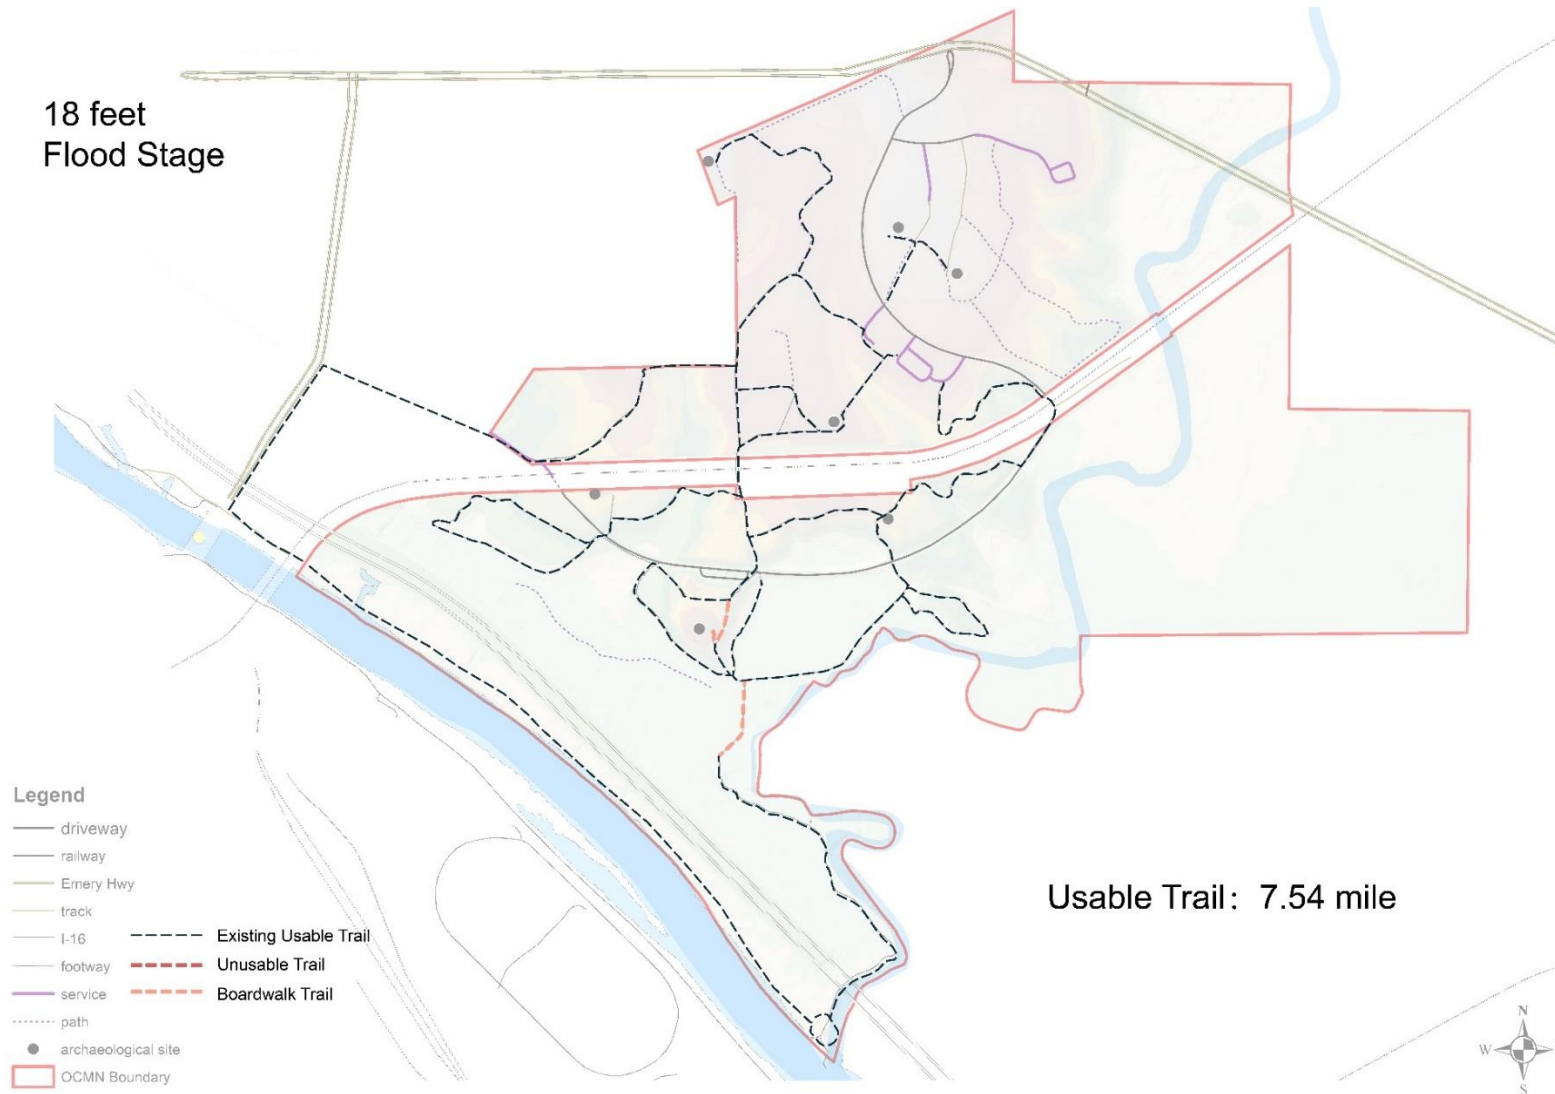 18 feet
Flood Stage
Usable Trail: 7.54 mile
Legend
driveway
railway
Emery Hwy
track
I-16
footway
service
path
archaeological site
OCMN Boundary
Existing Usable Trail
Unusable Trail
Boardwalk Trail
N
W
S